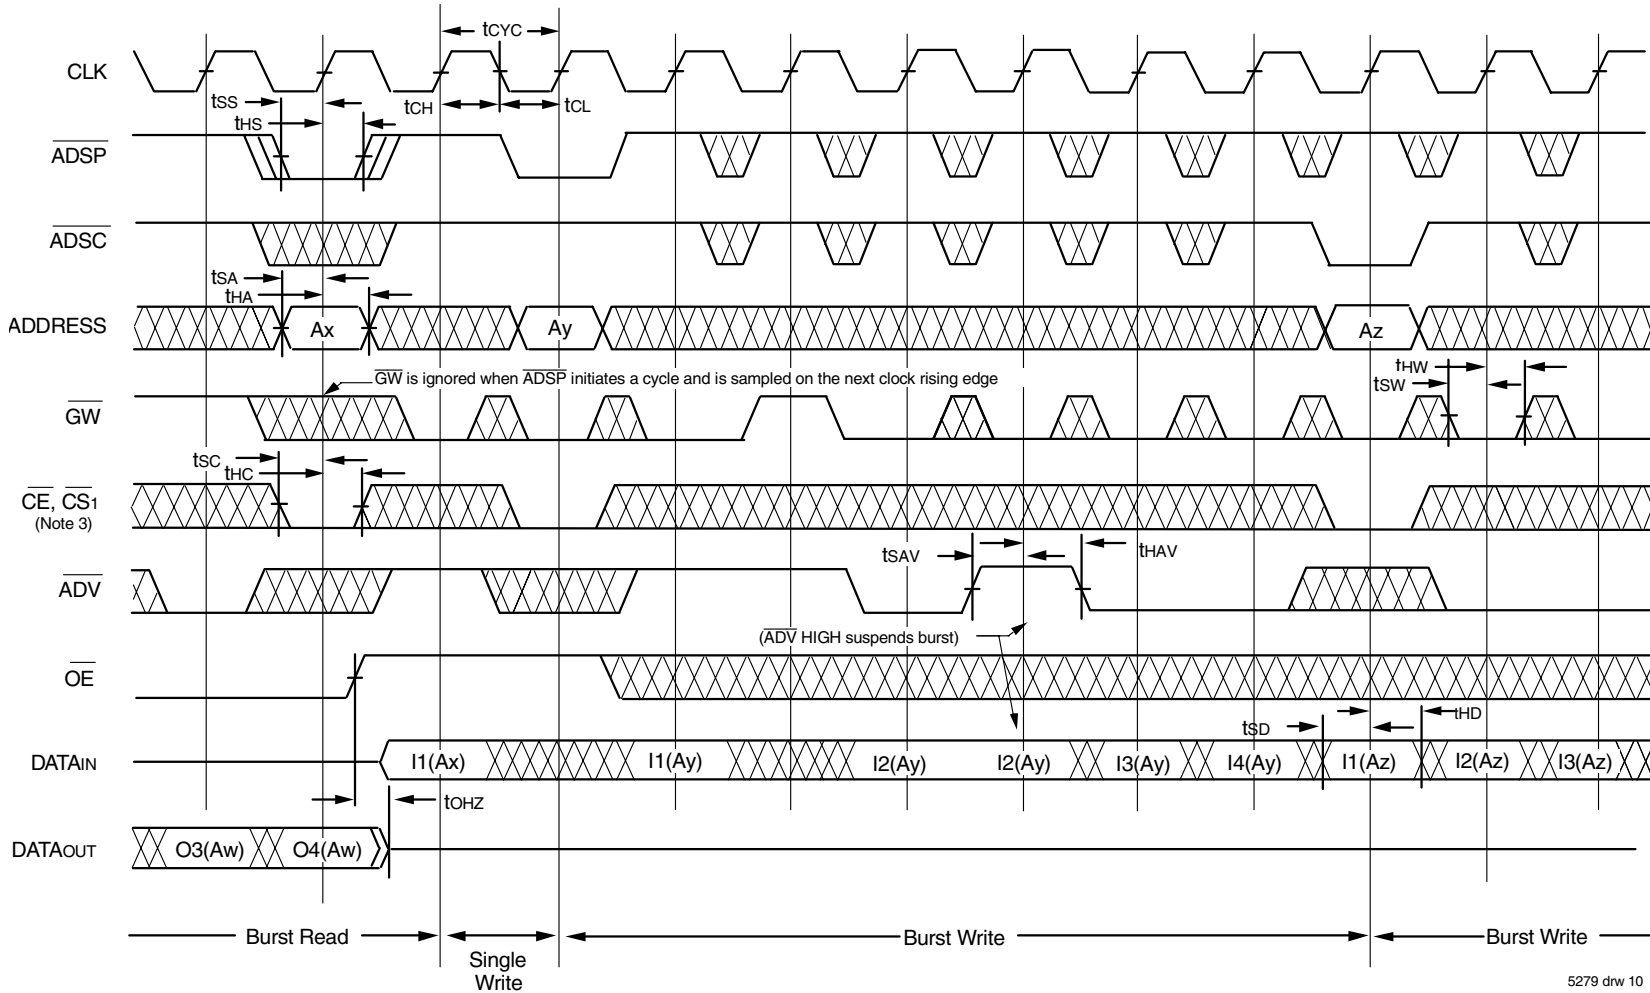 tCYC
CLK
tSS
tCH
tCL
tHS
ADSP
ADSC
tSA
tHA
ADDRESS
Ax
Ay
Az
tHW
GW is ignored when ADSP initiates a cycle and is sampled on the next clock rising edge
tSW
GW
tSC
tHC
CE, CS1
(Note 3)
tSAV
tHAV
ADV
(ADV HIGH suspends burst)
OE
tSD
tHD
DATAIN
I1(Ax)
I1(Ay)
I2(Ay)
I2(Ay)
I3(Ay)
I4(Ay)
I1(Az)
I2(Az)
I3(Az)
tOHZ
DATAOUT
O3(Aw)
O4(Aw)
Burst Read
Single
Write
Burst Write
Burst Write
5279 drw 10